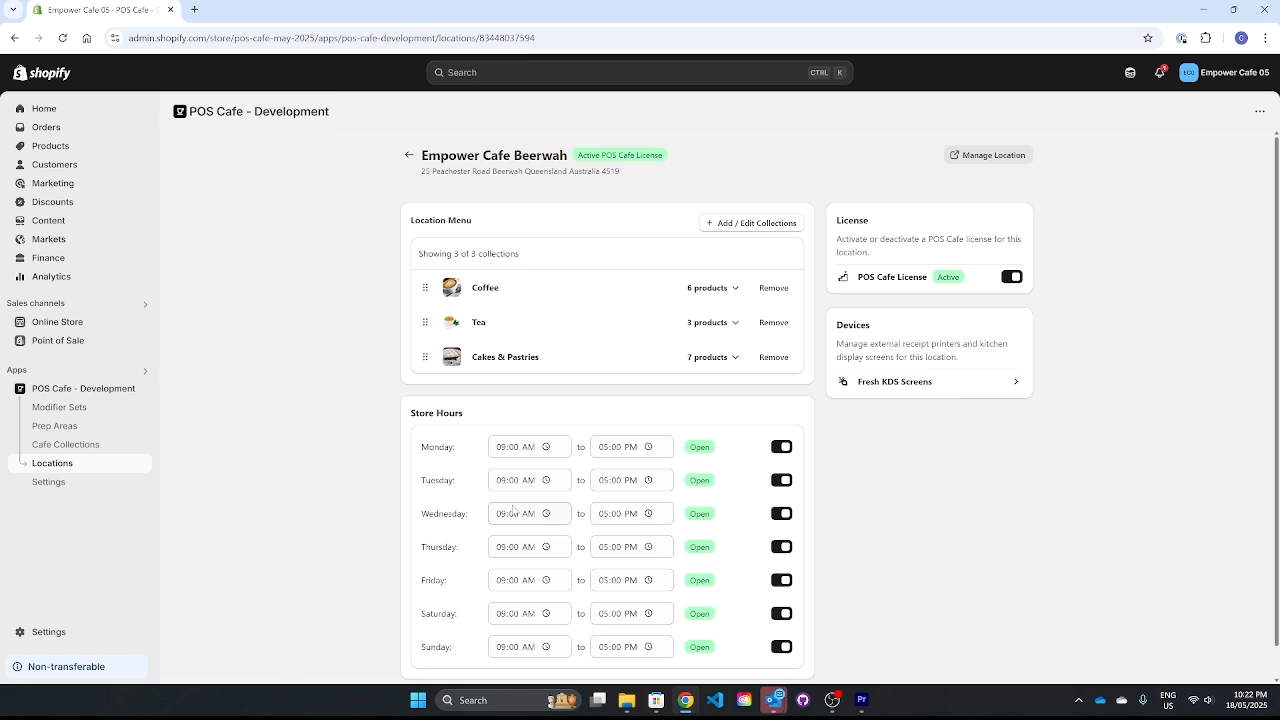 Empower Cafe 05 - POS Cafe -
admin.shopify.com/store/pos-cafe-may-2025/apps/pos-cafe-development/locations/83448037594
C
shopify
Search
CTRL K
1
ECO
Empower Cafe 05
Home
Orders
Products
Customers
Marketing
Discounts
Content
Markets
Finance
Analytics
Sales channels
Online Store
Point of Sale
Apps
POS Cafe - Development
Modifier Sets
Prep Areas
Cafe Collections
Locations
Settings
Settings
Non-transferable
POS Cafe - Development
Empower Cafe Beerwah
Active POS Cafe License
25 Peachester Road Beerwah Queensland Australia 4519
Manage Location
Location Menu
+ Add / Edit Collections
Showing 3 of 3 collections
Coffee 6 products Remove
Tea 3 products Remove
Cakes & Pastries 7 products Remove
Store Hours
Monday: 09:00 AM to 05:00 PM Open
Tuesday: 09:00 AM to 05:00 PM Open
Wednesday: 09:00 AM to 05:00 PM Open
Thursday: 09:00 AM to 05:00 PM Open
Friday: 09:00 AM to 05:00 PM Open
Saturday: 09:00 AM to 05:00 PM Open
Sunday: 09:00 AM to 05:00 PM Open
License
Activate or deactivate a POS Cafe license for this
location.
POS Cafe License Active
Devices
Manage external receipt printers and kitchen
display screens for this location.
Fresh KDS Screens
Search
Pr
ENG
US
10:22 PM
18/05/2025